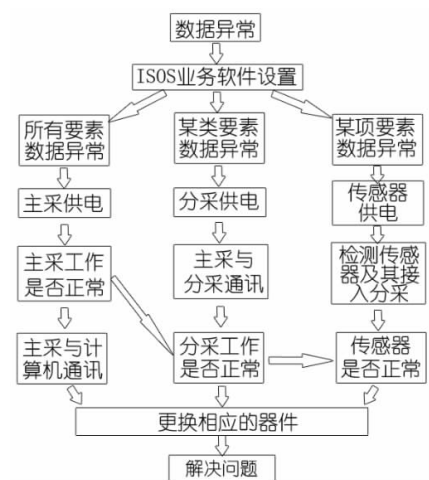 数据异常
ISOS业务软件设置
所有要素
数据异常
某类要素
数据异常
某项要素
数据异常
主采供电
分采供电
传感器
供电
主采工作
是否正常
主采与
分采通讯
检测传感
器及其接
入分采
主采与计
算机通讯
分采工作
是否正常
传感器
是否正常
更换相应的器件
解决问题